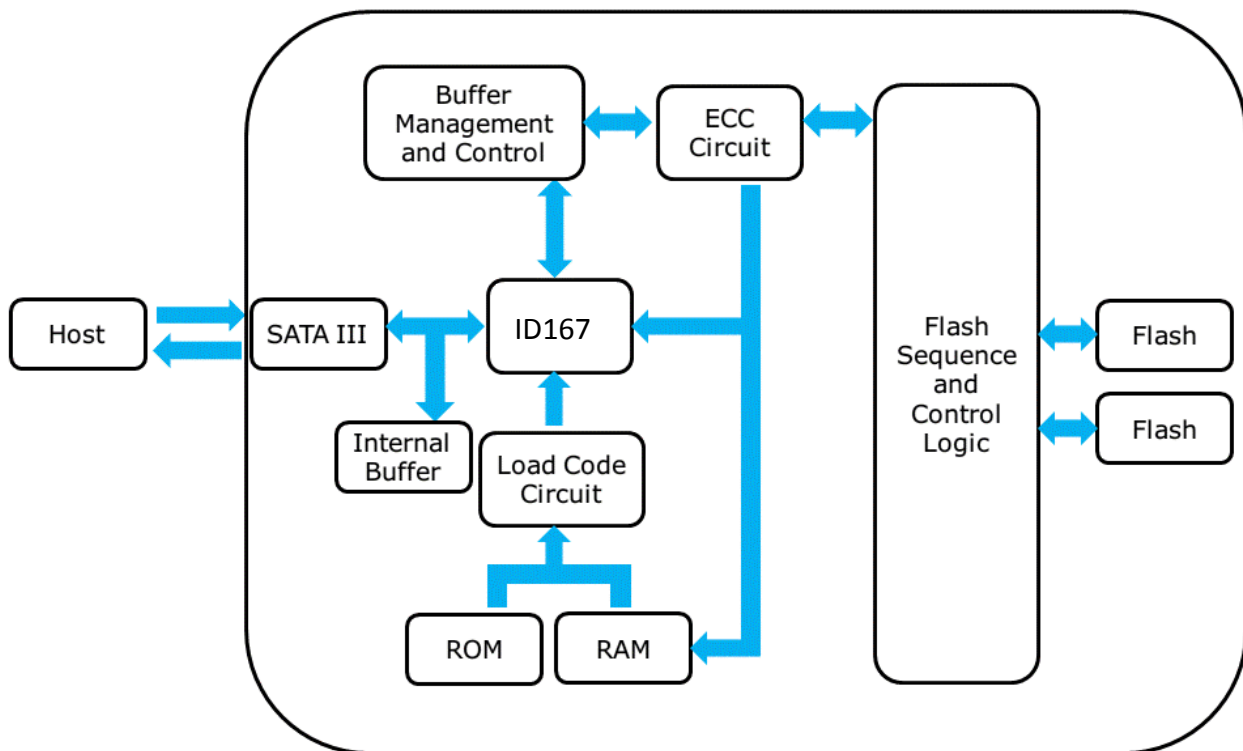 Buffer
Management
and Control
ECC
Circuit
Host
SATA III
ID167
Flash
Sequence
and
Control
Logic
Flash
Flash
Internal
Buffer
Load Code
Circuit
ROM
RAM